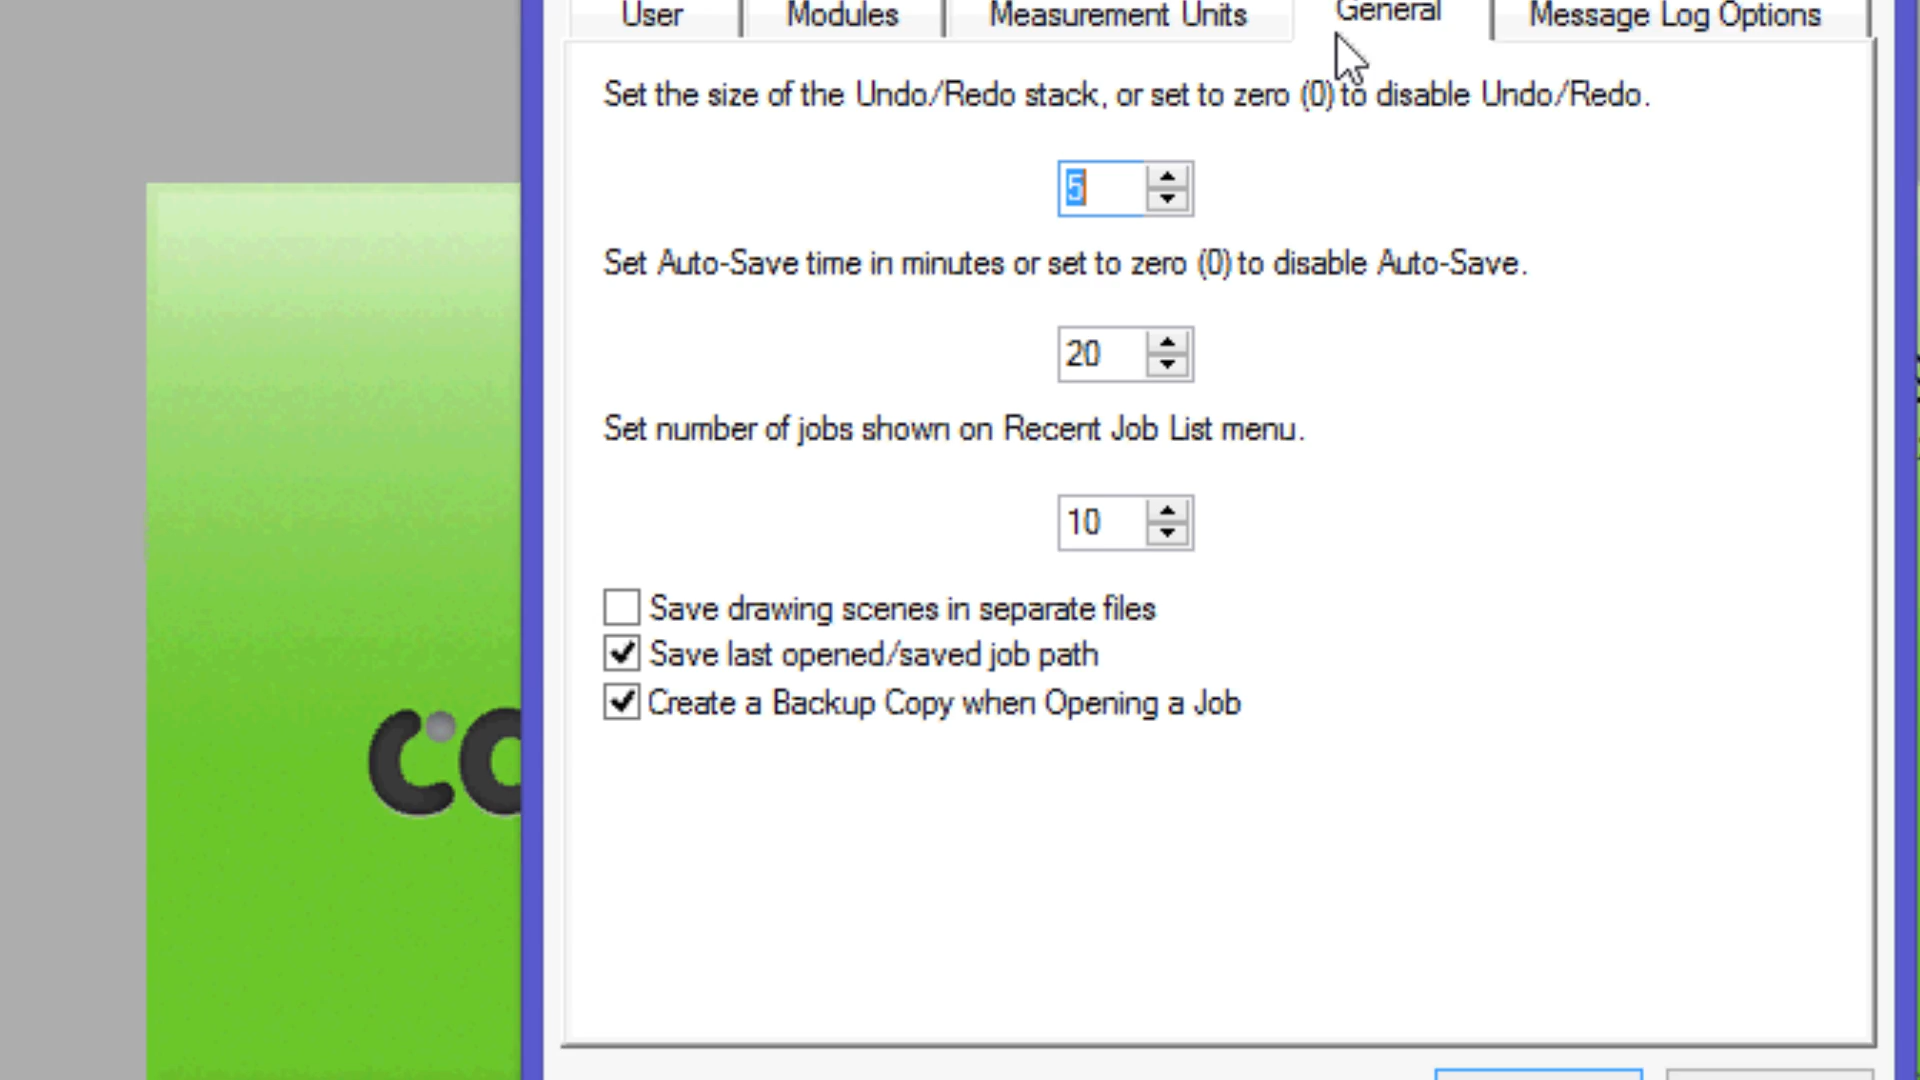 User Modules Measurement Units General Message Log Options
Set the size of the Undo/Redo stack, or set to zero (0) to disable Undo/Redo.
5
Set Auto-Save time in minutes or set to zero (0) to disable Auto-Save.
20
Set number of jobs shown on Recent Job List menu.
10
Save drawing scenes in separate files
Save last opened/saved job path
Create a Backup Copy when Opening a Job
co